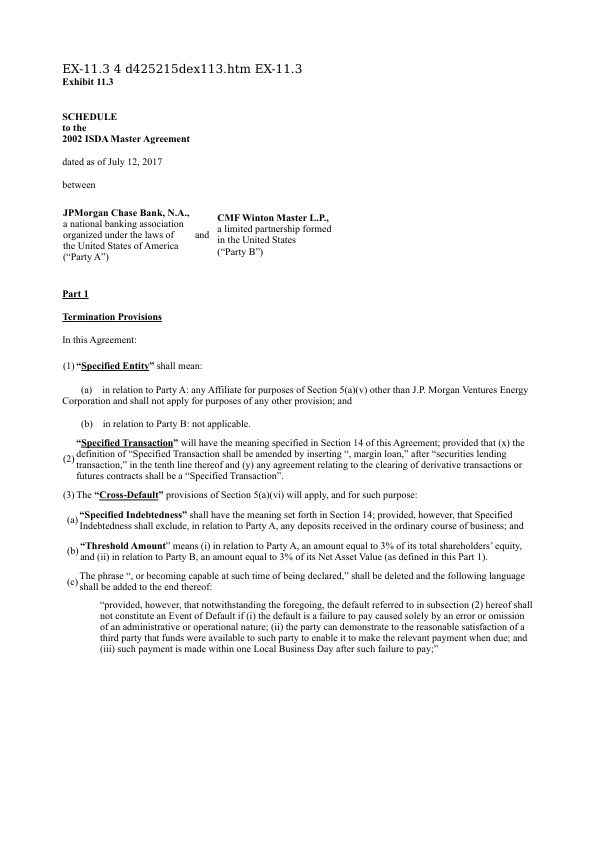 EX-11.3 4 d425215dex113.htm EX-11.3
Exhibit 11.3
SCHEDULE
to the
2002 ISDA Master Agreement
dated as of July 12, 2017
between
JPMorgan Chase Bank, N.A.,
a national banking association
organized under the laws of
the United States of America
(“Party A”)
and
CMF Winton Master L.P.,
a limited partnership formed
in the United States
(“Party B”)
Part 1
Termination Provisions
In this Agreement:
(1) “Specified Entity” shall mean:
(a) in relation to Party A: any Affiliate for purposes of Section 5(a)(v) other than J.P. Morgan Ventures Energy
Corporation and shall not apply for purposes of any other provision; and
(b) in relation to Party B: not applicable.
“Specified Transaction” will have the meaning specified in Section 14 of this Agreement; provided that (x) the
definition of “Specified Transaction shall be amended by inserting “, margin loan,” after “securities lending
(2) transaction,” in the tenth line thereof and (y) any agreement relating to the clearing of derivative transactions or
futures contracts shall be a “Specified Transaction”.
(3) The “Cross-Default” provisions of Section 5(a)(vi) will apply, and for such purpose:
(a) “Specified Indebtedness” shall have the meaning set forth in Section 14; provided, however, that Specified
Indebtedness shall exclude, in relation to Party A, any deposits received in the ordinary course of business; and
(b) “Threshold Amount” means (i) in relation to Party A, an amount equal to 3% of its total shareholders’ equity,
and (ii) in relation to Party B, an amount equal to 3% of its Net Asset Value (as defined in this Part 1).
(c) The phrase “, or becoming capable at such time of being declared,” shall be deleted and the following language
shall be added to the end thereof:
“provided, however, that notwithstanding the foregoing, the default referred to in subsection (2) hereof shall
not constitute an Event of Default if (i) the default is a failure to pay caused solely by an error or omission
of an administrative or operational nature; (ii) the party can demonstrate to the reasonable satisfaction of a
third party that funds were available to such party to enable it to make the relevant payment when due; and
(iii) such payment is made within one Local Business Day after such failure to pay;”